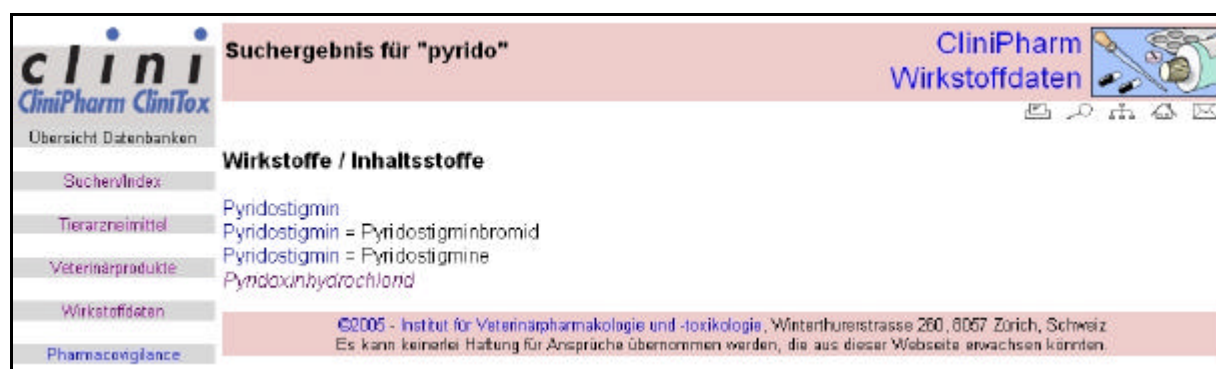 clini
CliniPharm CliniTox
Übersicht Datenbanken
Suchen/Index
Tierarzneimittel
Veterinärprodukte
Wirkstoffdaten
Pharmacovigilance
Suchergebnis für "pyrido"
CliniPharm
Wirkstoffdaten
Wirkstoffe / Inhaltsstoffe
Pyridostigmin
Pyridostigmin = Pyridostigminbromid
Pyridostigmin = Pyridostigmine
Pyridoxinhydrochlorid
©2005 - Institut für Veterinärpharmakologie und -toxikologie, Winterthurerstrasse 260, 8057 Zürich, Schweiz
Es kann keinerlei Haftung für Ansprüche übernommen werden, die aus dieser Webseite erwachsen könnten.